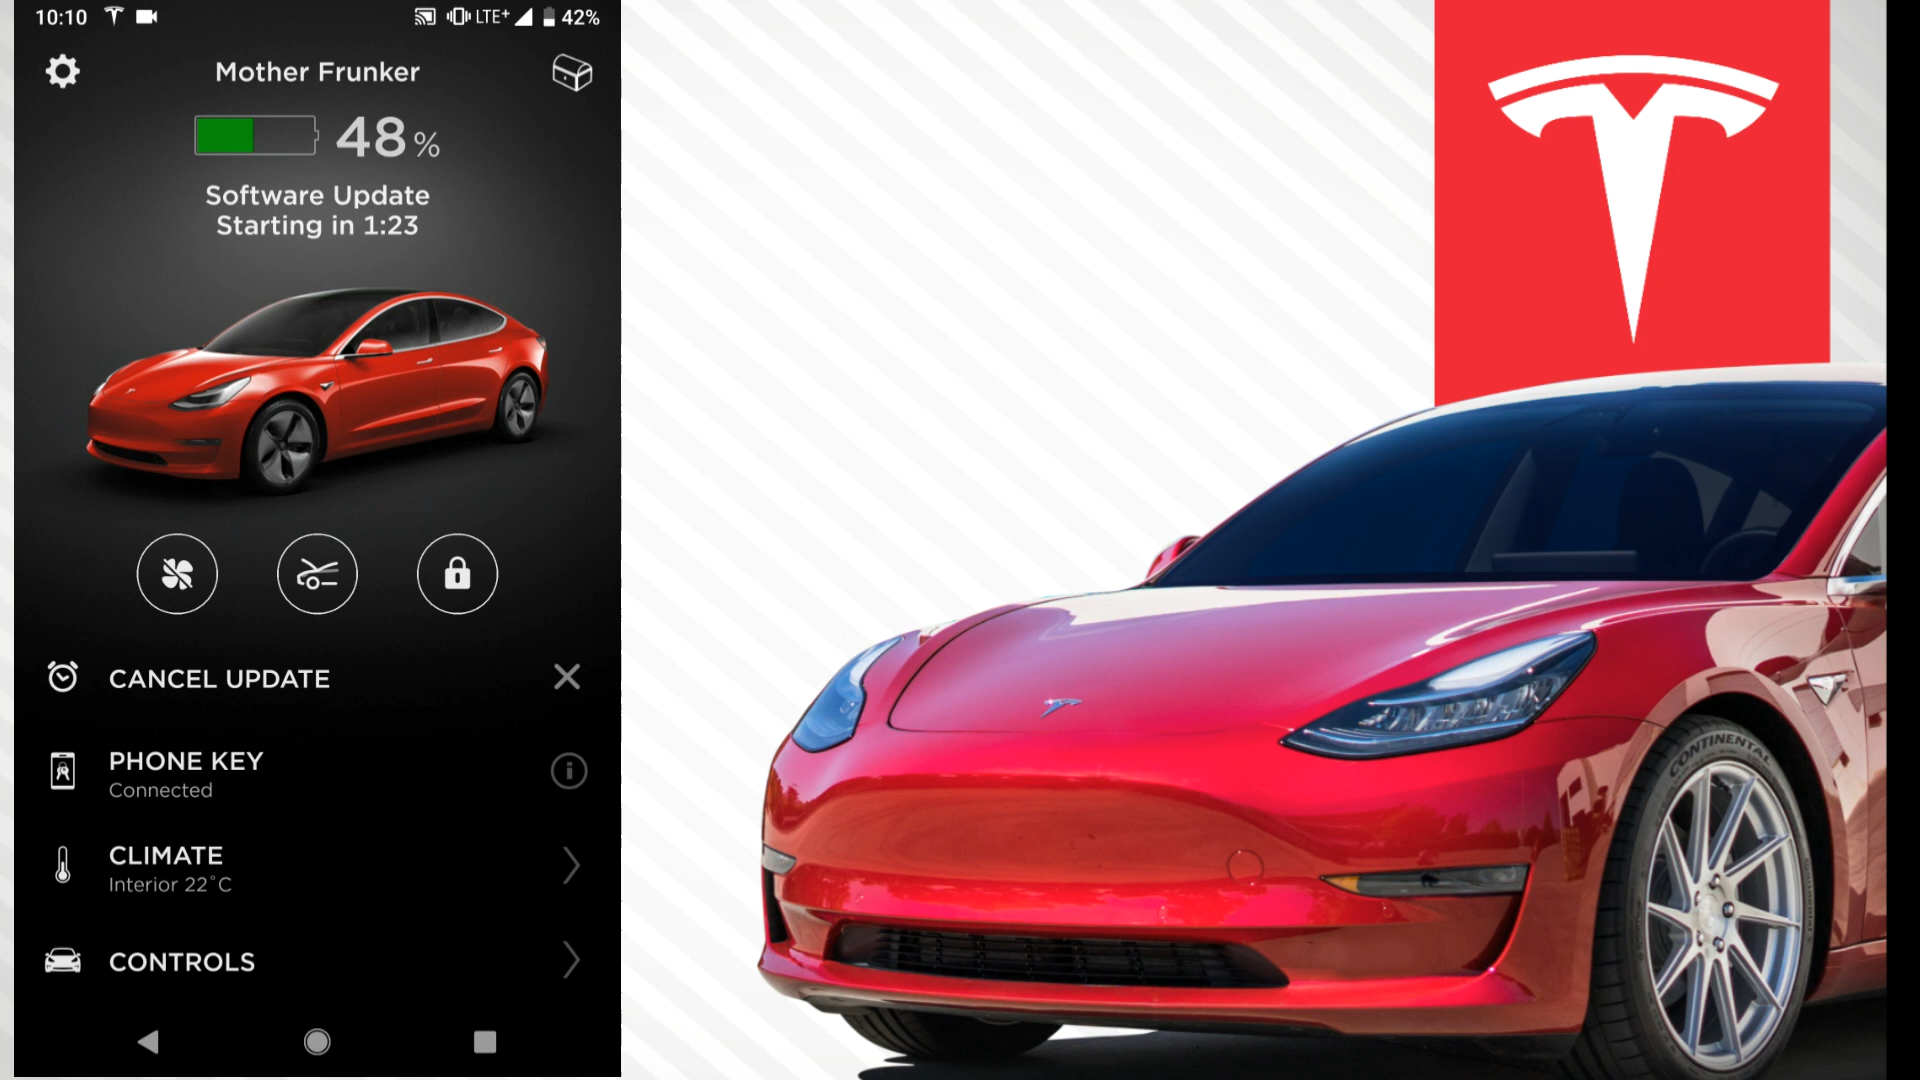 10:10 LTE+ 42%
Mother Frunker
48 %
Software Update
Starting in 1:23
CANCEL UPDATE
PHONE KEY
Connected
CLIMATE
Interior 22°C
CONTROLS
CONTINENTAL